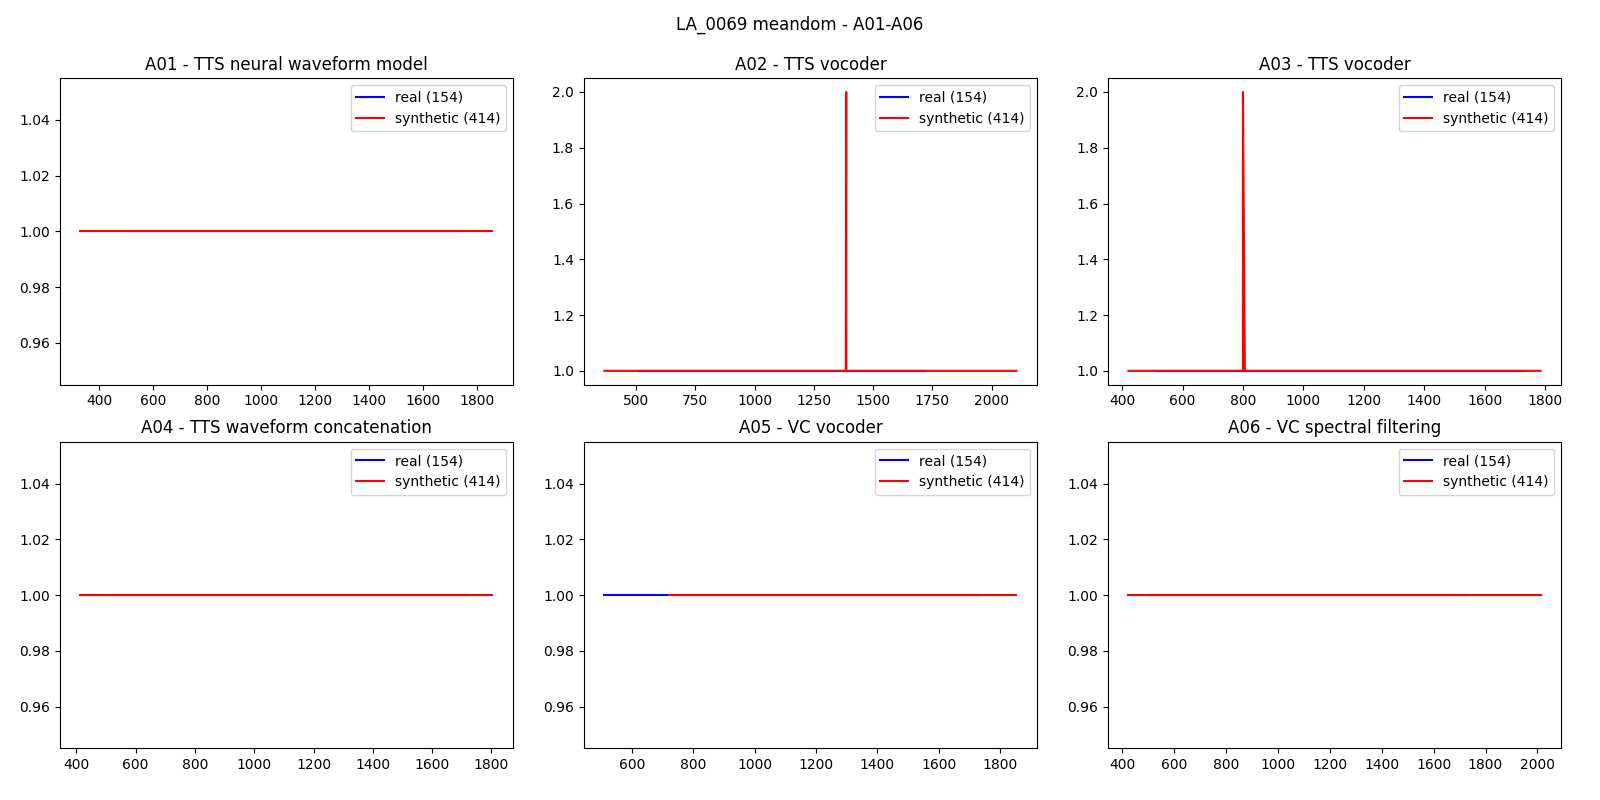 LA_0069 meandom - A01-A06
A01 - TTS neural waveform model
real (154)
synthetic (414)
1.04
1.02
1.00
0.98
0.96
400 600 800 1000 1200 1400 1600 1800
A02 - TTS vocoder
real (154)
synthetic (414)
2.0
1.8
1.6
1.4
1.2
1.0
500 750 1000 1250 1500 1750 2000
A03 - TTS vocoder
real (154)
synthetic (414)
2.0
1.8
1.6
1.4
1.2
1.0
400 600 800 1000 1200 1400 1600 1800
A04 - TTS waveform concatenation
real (154)
synthetic (414)
1.04
1.02
1.00
0.98
0.96
400 600 800 1000 1200 1400 1600 1800
A05 - VC vocoder
real (154)
synthetic (414)
1.04
1.02
1.00
0.98
0.96
600 800 1000 1200 1400 1600 1800
A06 - VC spectral filtering
real (154)
synthetic (414)
1.04
1.02
1.00
0.98
0.96
400 600 800 1000 1200 1400 1600 1800 2000